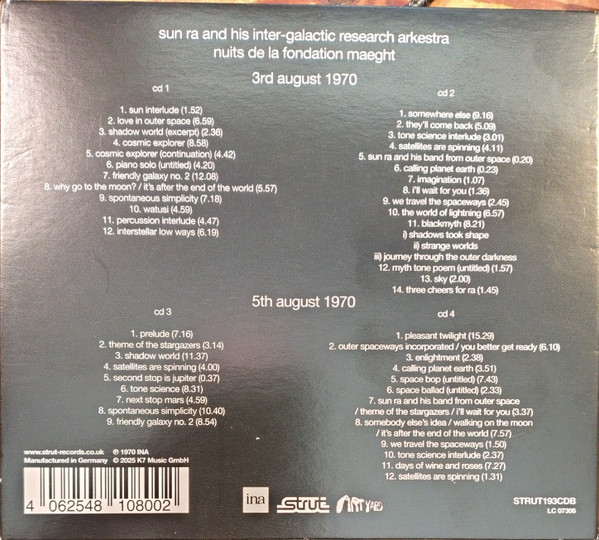 sun ra and his inter-galactic research arkestra
nuits de la fondation maeght
3rd august 1970
cd 1
1. sun interlude (1.52)
2. love in outer space (6.59)
3. shadow world (excerpt) (2.36)
4. cosmic explorer (8.58)
5. cosmic explorer (continuation) (4.42)
6. piano solo (untitled) (4.20)
7. friendly galaxy no. 2 (12.08)
8. why go to the moon? / it's after the end of the world (5.57)
9. spontaneous simplicity (7.18)
10. watusi (4.59)
11. percussion interlude (4.47)
12. interstellar low ways (6.19)
cd 2
1. somewhere else (9.16)
2. they'll come back (5.09)
3. tone science interlude (3.01)
4. satellites are spinning (4.11)
5. sun ra and his band from outer space (0.20)
6. calling planet earth (0.23)
7. imagination (1.07)
8. i'll wait for you (1.36)
9. we travel the spaceways (2.45)
10. the world of lightning (6.57)
11. blackmyth (8.21)
i) shadows took shape
ii) strange worlds
iii) journey through the outer darkness
12. myth tone poem (untitled) (1.57)
13. sky (2.00)
14. three cheers for ra (1.45)
5th august 1970
cd 3
1. prelude (7.16)
2. theme of the stargazers (3.14)
3. shadow world (11.37)
4. satellites are spinning (4.00)
5. second stop is jupiter (0.37)
6. tone science (8.31)
7. next stop mars (4.59)
8. spontaneous simplicity (10.40)
9. friendly galaxy no. 2 (8.54)
cd 4
1. pleasant twilight (15.29)
2. outer spaceways incorporated / you better get ready (6.10)
3. enlightment (2.38)
4. calling planet earth (3.51)
5. space bop (untitled) (7.43)
6. space ballad (untitled) (2.33)
7. sun ra and his band from outer space
/ theme of the stargazers / i'll wait for you (3.37)
8. somebody else's idea / walking on the moon
/ it's after the end of the world (7.57)
9. we travel the spaceways (1.50)
10. tone science interlude (2.37)
11. days of wine and roses (7.27)
12. satellites are spinning (1.31)
www.strut-records.co.uk ℗ 1970 INA
Manufactured in Germany © 2025 K7 Music GmbH
4 062548 108002
ina
STRUT
ART YARD
STRUT193CDB
LC 07306